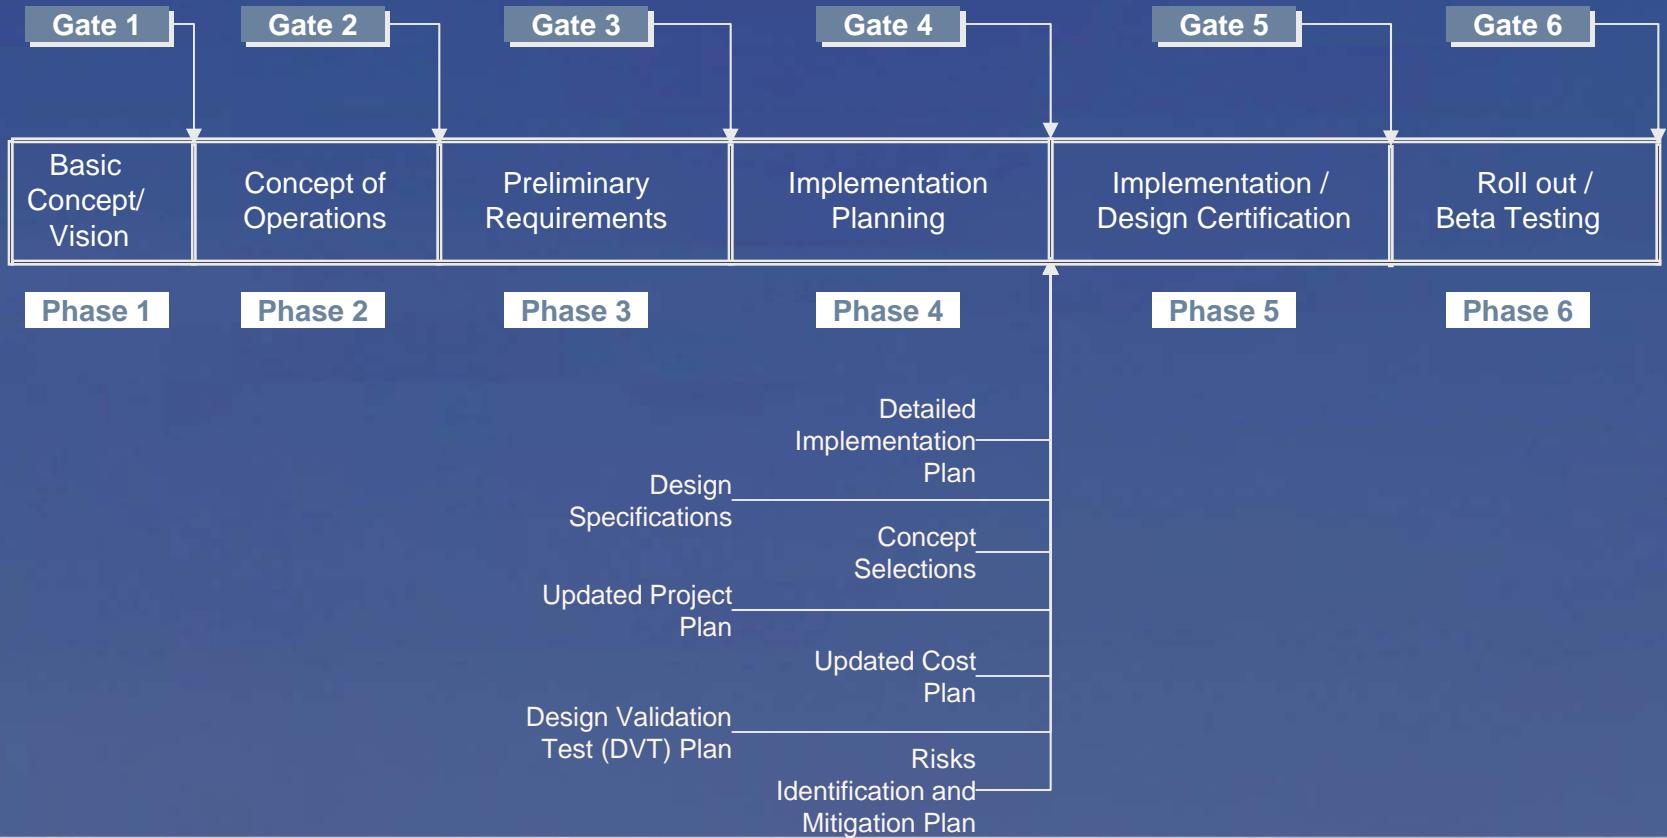 Gate 1
Gate 2
Gate 3
Gate 4
Gate 5
Gate 6
Basic
Concept/
Vision
Concept of
Operations
Preliminary
Requirements
Implementation
Planning
Implementation /
Design Certification
Roll out /
Beta Testing
Phase 1
Phase 2
Phase 3
Phase 4
Phase 5
Phase 6
Detailed
Implementation
Plan
Design
Specifications
Concept
Selections
Updated Project
Plan
Updated Cost
Plan
Design Validation
Test (DVT) Plan
Risks
Identification and
Mitigation Plan